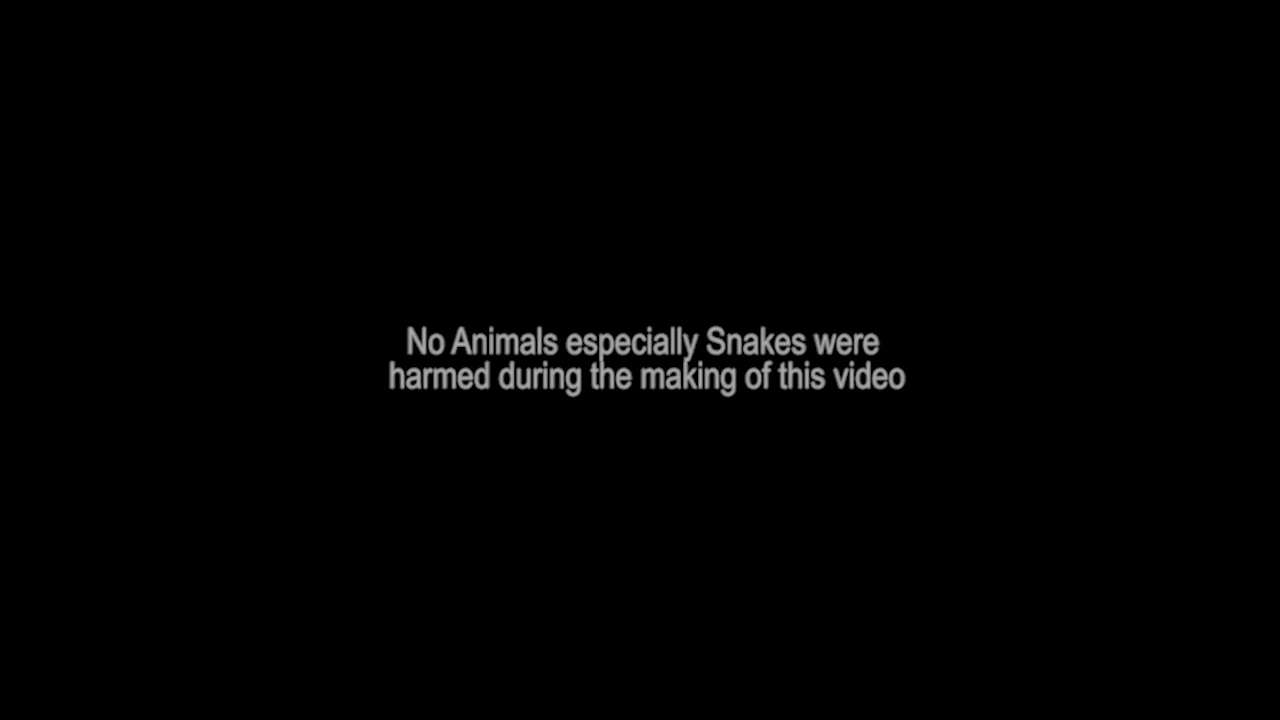 No Animals especially Snakes were
harmed during the making of this video